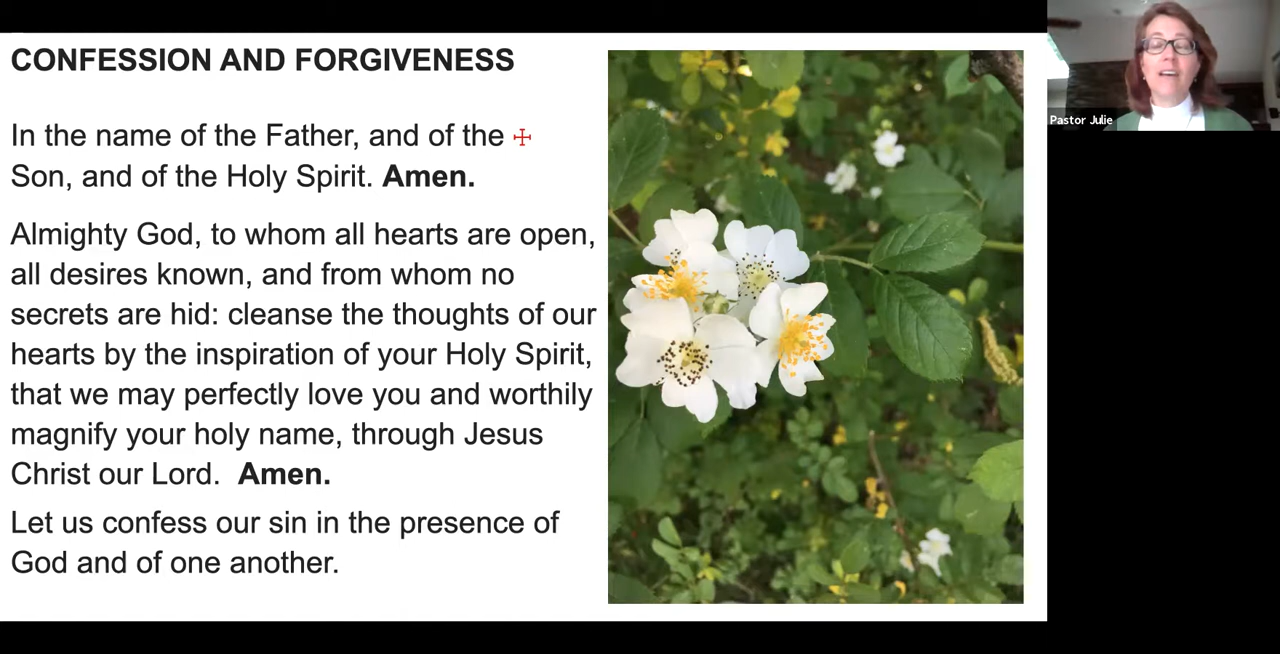 CONFESSION AND FORGIVENESS
In the name of the Father, and of the ☩
Son, and of the Holy Spirit. Amen.
Almighty God, to whom all hearts are open,
all desires known, and from whom no
secrets are hid: cleanse the thoughts of our
hearts by the inspiration of your Holy Spirit,
that we may perfectly love you and worthily
magnify your holy name, through Jesus
Christ our Lord.  Amen.
Let us confess our sin in the presence of
God and of one another.
Pastor Julie